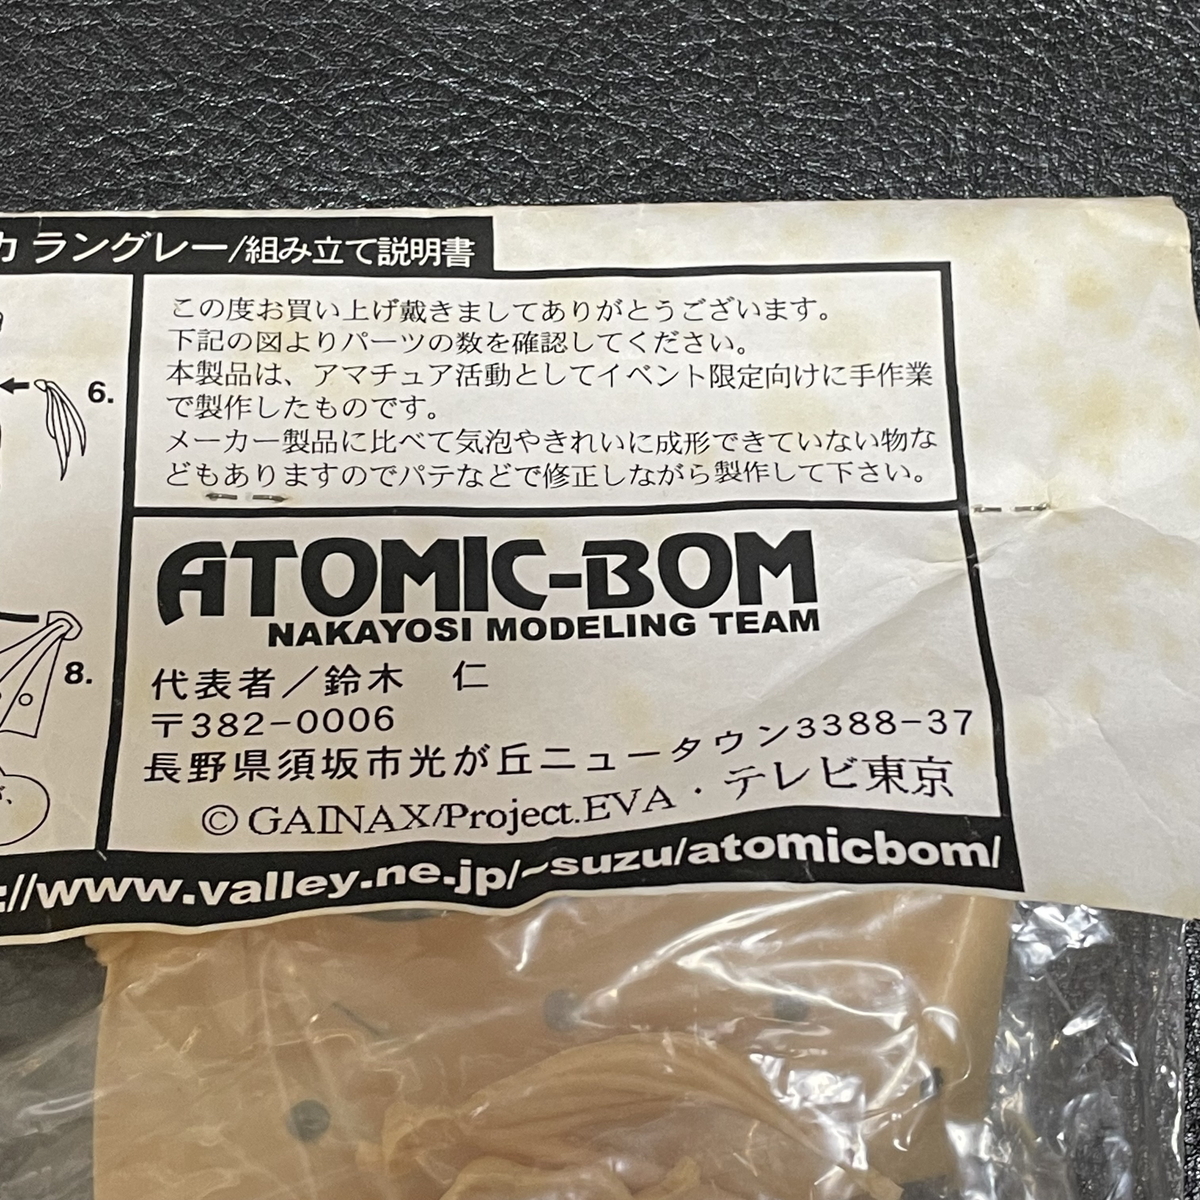 カ ラングレー/組み立て説明書
この度お買い上げ戴きましてありがとうございます。
下記の図よりパーツの数を確認してください。
本製品は、アマチュア活動としてイベント限定向けに手作業
で製作したものです。
メーカー製品に比べて気泡やきれいに成形できていない物な
どもありますのでパテなどで修正しながら製作して下さい。
6.
8.
ATOMIC-BOM
NAKAYOSI MODELING TEAM
代表者／鈴木　仁
〒382-0006
長野県須坂市光が丘ニュータウン3388-37
©GAINAX/Project.EVA・テレビ東京
://www.valley.ne.jp/~suzu/atomicbom/